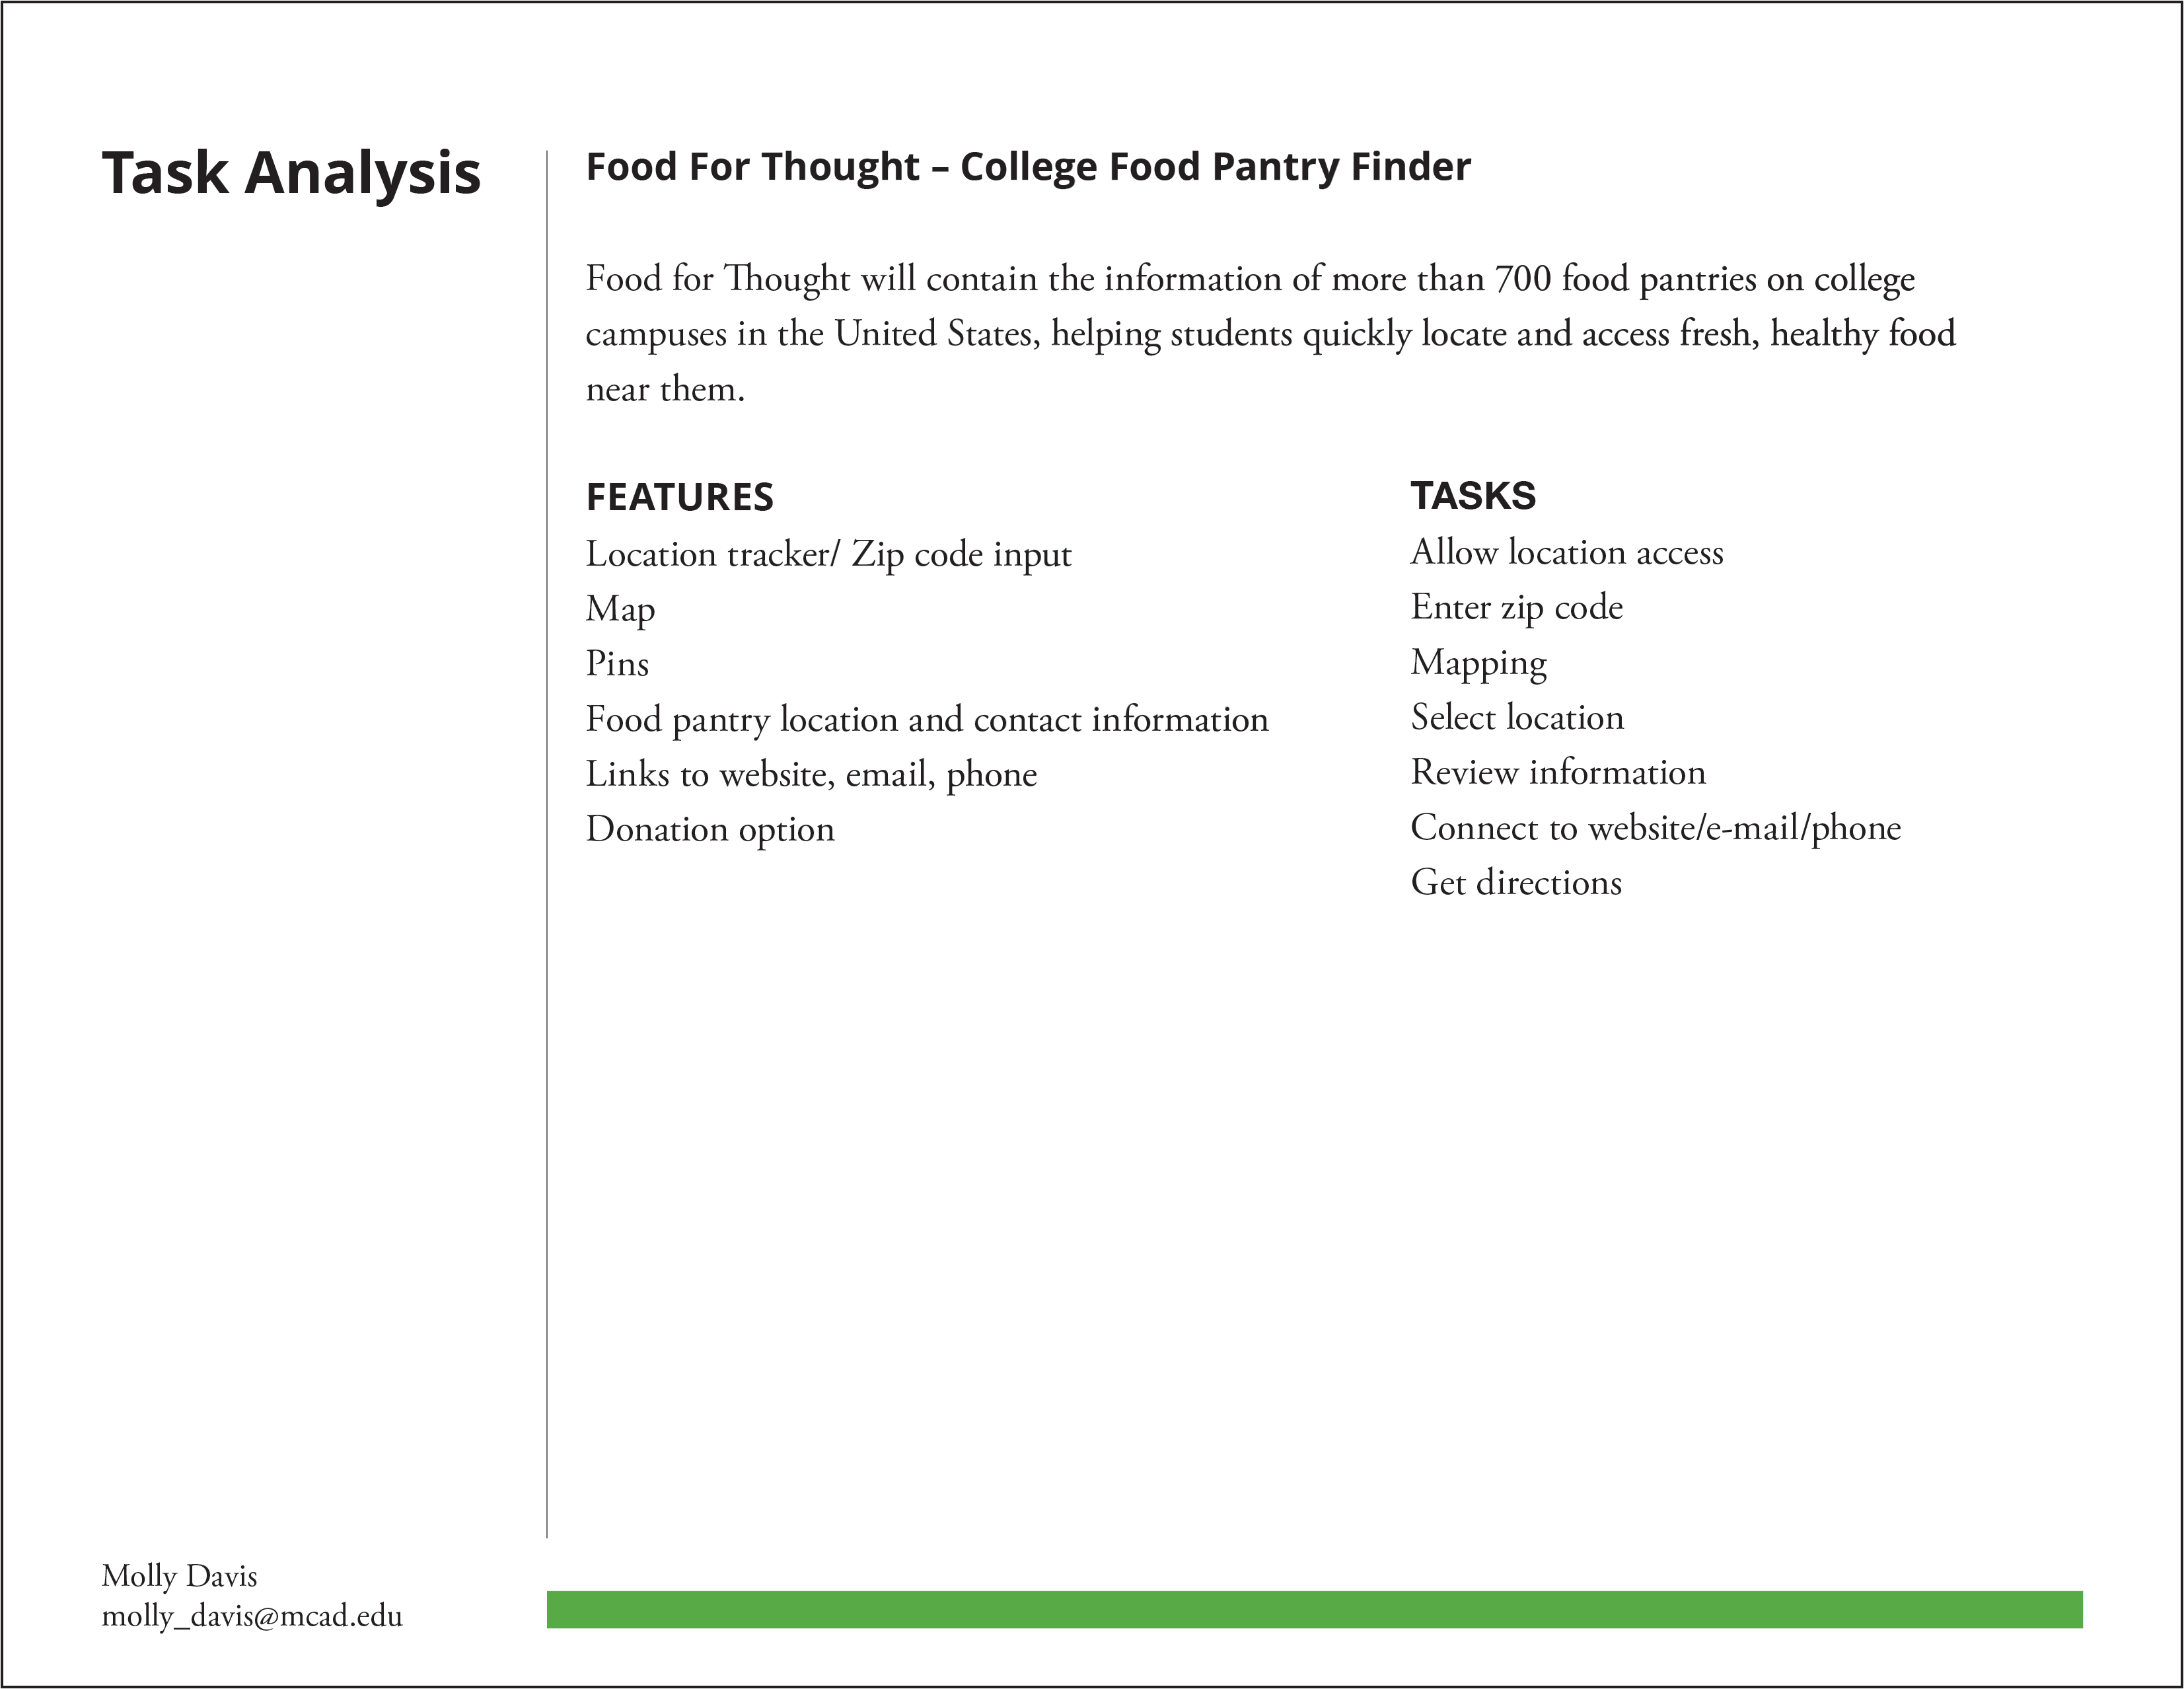 Task Analysis
Food For Thought – College Food Pantry Finder
Food for Thought will contain the information of more than 700 food pantries on college
campuses in the United States, helping students quickly locate and access fresh, healthy food
near them.
FEATURES
Location tracker/ Zip code input
Map
Pins
Food pantry location and contact information
Links to website, email, phone
Donation option
TASKS
Allow location access
Enter zip code
Mapping
Select location
Review information
Connect to website/e-mail/phone
Get directions
Molly Davis
molly_davis@mcad.edu